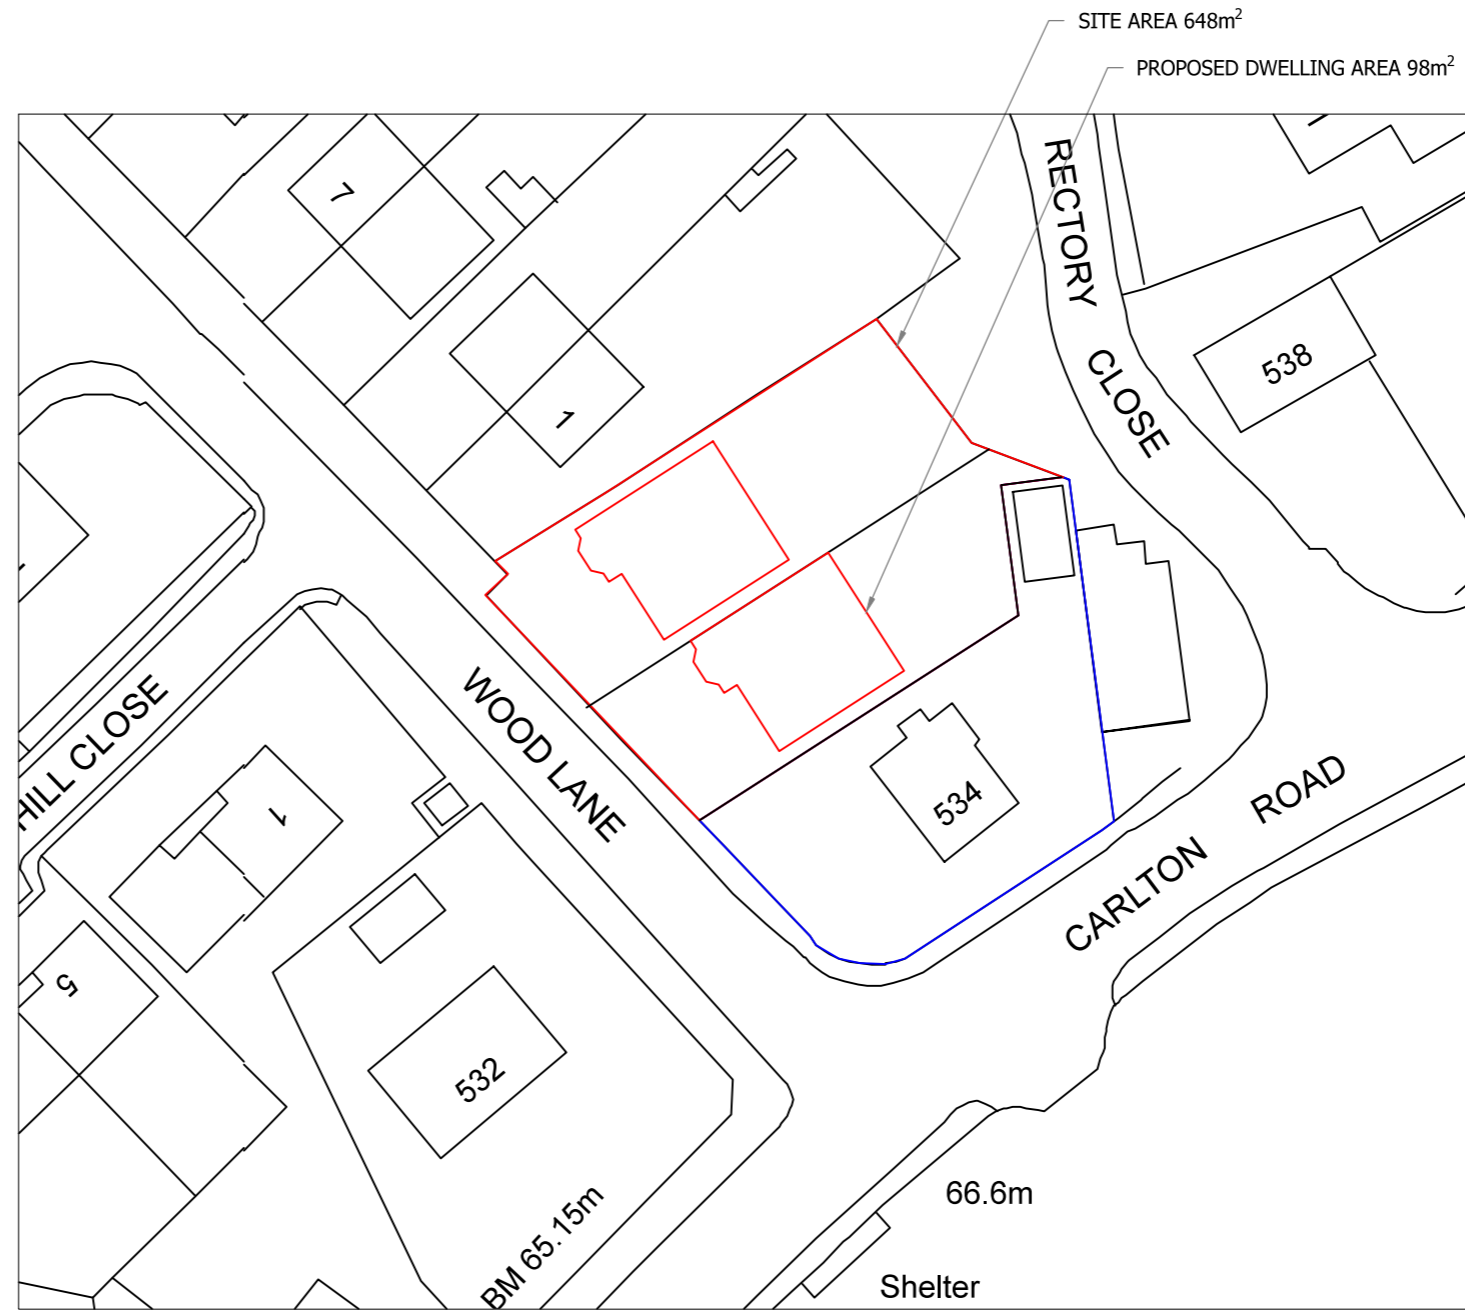 SITE AREA 648m²
PROPOSED DWELLING AREA 98m²
RECTORY CLOSE
7
1
538
HILL CLOSE
WOOD LANE
1
534
CARLTON ROAD
5
532
BM 65.15m
66.6m
Shelter